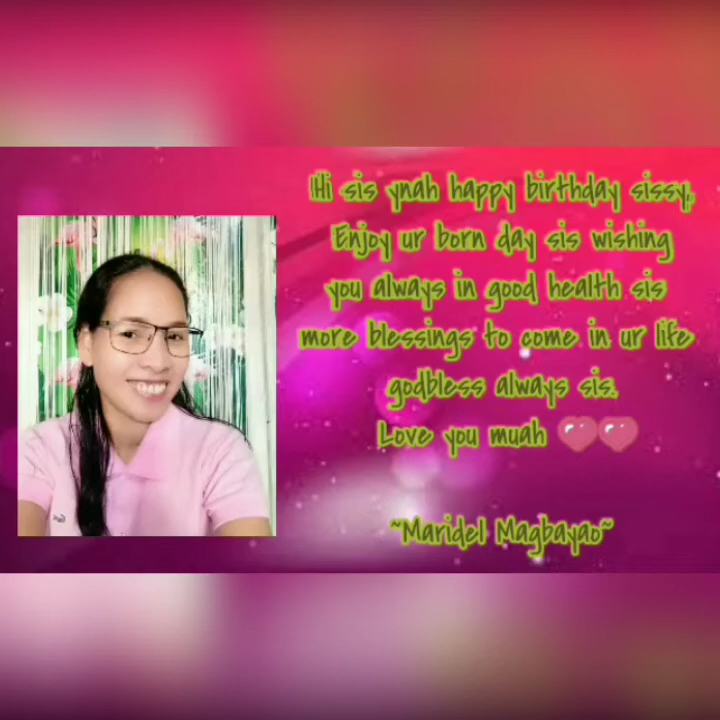 Hi sis ynah happy birthday sissy,
Enjoy ur born day sis wishing
you always in good health sis
more blessings to come in ur life
godbless always sis.
Love you muah
~Maridel Magbayao~